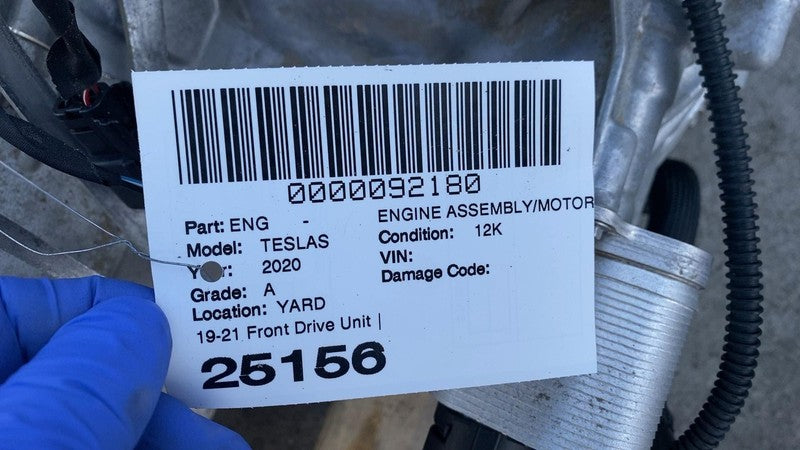 0000092180
Part: ENG - ENGINE ASSEMBLY/MOTOR
Model: TESLAS Condition: 12K
2020 VIN:
Grade: A Damage Code:
Location: YARD
19-21 Front Drive Unit |
25156